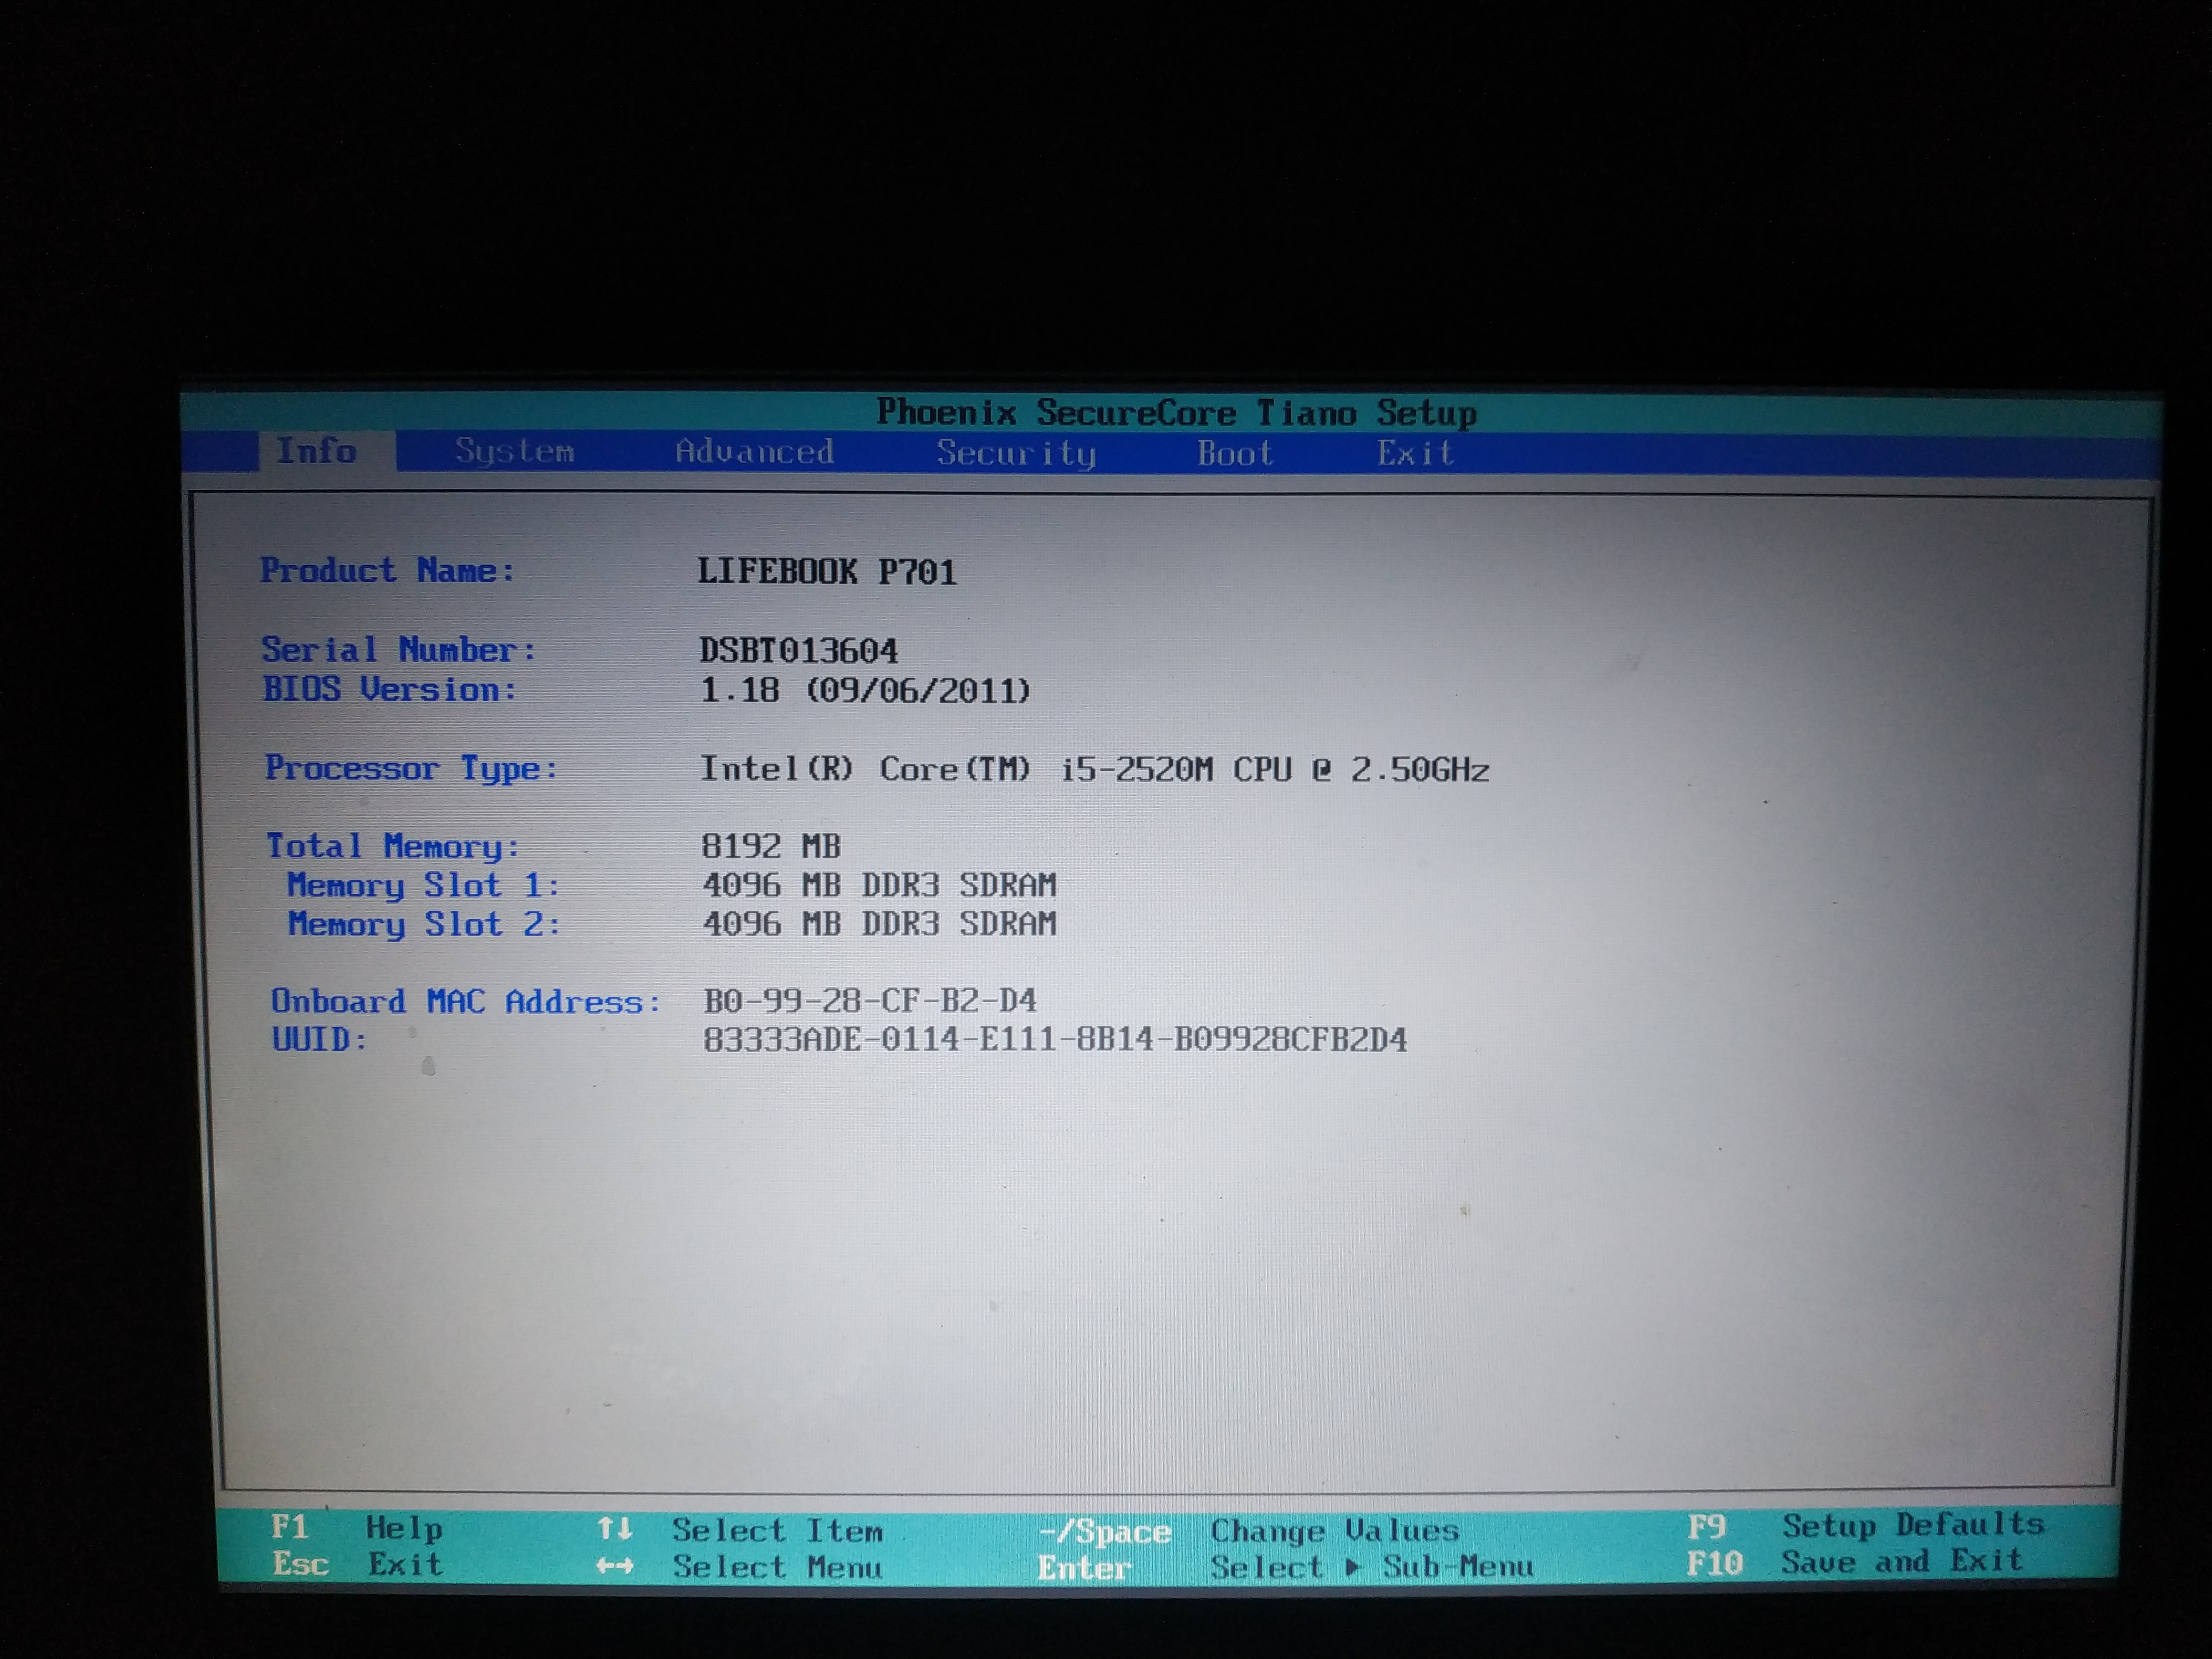 Phoenix SecureCore Tiano Setup
Info System Advanced Security Boot Exit
Product Name: LIFEBOOK P701
Serial Number: DSBT013604
BIOS Version: 1.18 (09/06/2011)
Processor Type: Intel(R) Core(TM) i5-2520M CPU @ 2.50GHz
Total Memory: 8192 MB
Memory Slot 1: 4096 MB DDR3 SDRAM
Memory Slot 2: 4096 MB DDR3 SDRAM
Onboard MAC Address: B0-99-28-CF-B2-D4
UUID: 83333ADE-0114-E111-8B14-B09928CFB2D4
F1 Help ↑↓ Select Item -/Space Change Values F9 Setup Defaults
Esc Exit ←→ Select Menu Enter Select ▶ Sub-Menu F10 Save and Exit